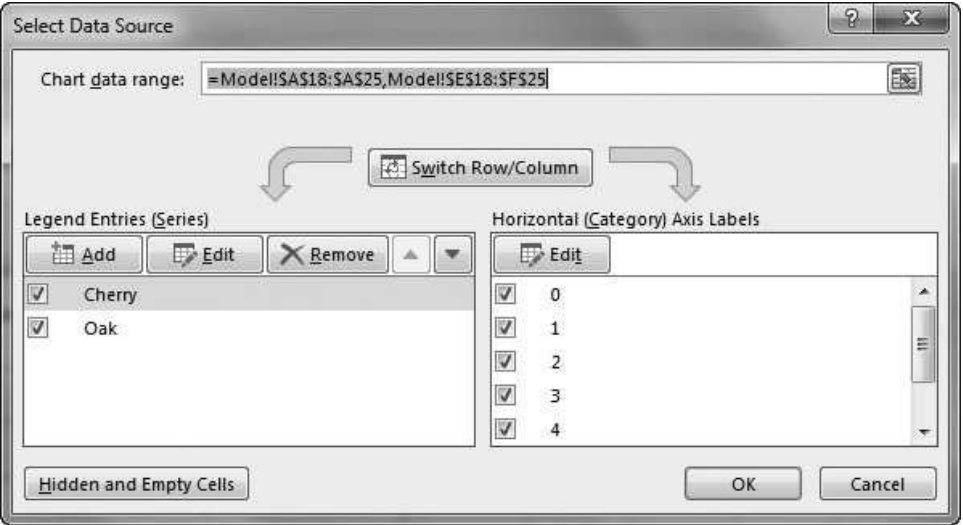 Select Data Source
Chart data range: =Model!$A$18:$A$25,Model!$E$18:$F$25
Switch Row/Column
Legend Entries (Series)
Add Edit Remove
Cherry
Oak
Horizontal (Category) Axis Labels
Edit
0
1
2
3
4
Hidden and Empty Cells
OK Cancel